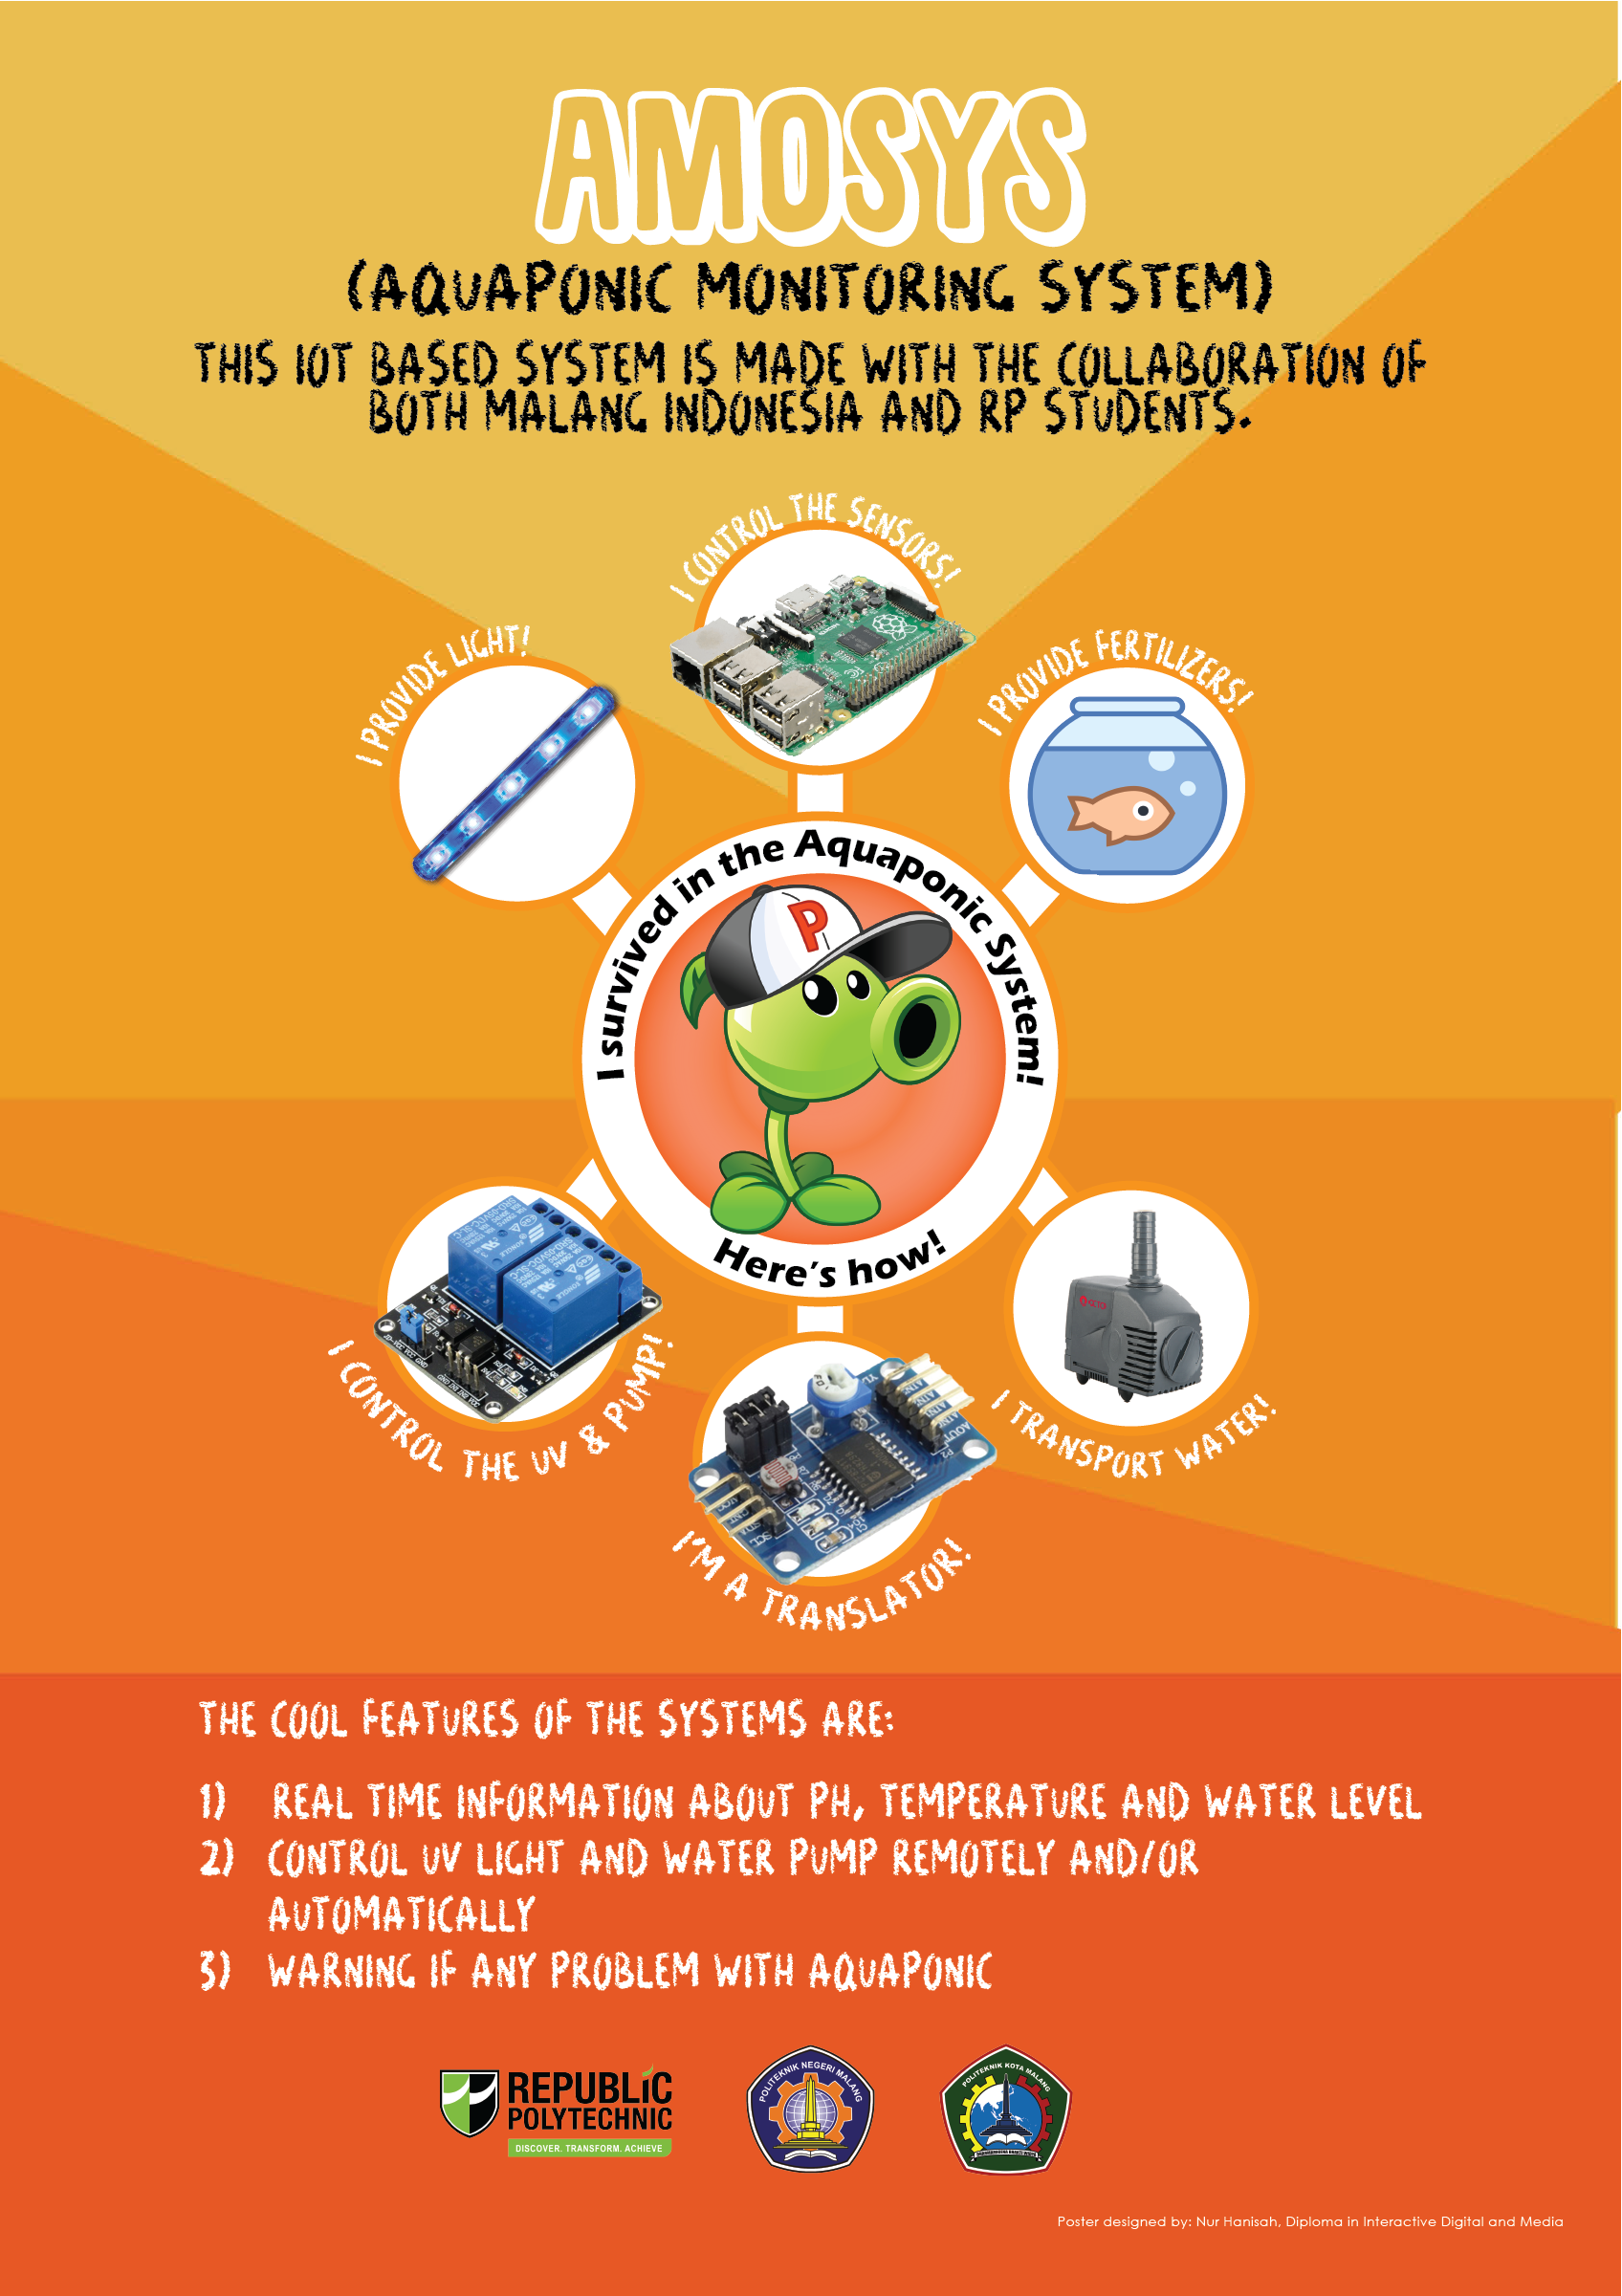 AMOSYS
(AQUAPONIC MONITORING SYSTEM)
THIS IOT BASED SYSTEM IS MADE WITH THE COLLABORATION OF
BOTH MALANG INDONESIA AND RP STUDENTS.
I CONTROL THE SENSORS!
I PROVIDE LIGHT!
I PROVIDE FERTILIZERS!
I survived in the Aquaponic System!
P
Here's how!
I CONTROL THE UV & PUMP!
I TRANSPORT WATER!
I'M A TRANSLATOR!
THE COOL FEATURES OF THE SYSTEMS ARE:
1) REAL TIME INFORMATION ABOUT PH, TEMPERATURE AND WATER LEVEL
2) CONTROL UV LIGHT AND WATER PUMP REMOTELY AND/OR
AUTOMATICALLY
3) WARNING IF ANY PROBLEM WITH AQUAPONIC
REPUBLIC
POLYTECHNIC
DISCOVER. TRANSFORM. ACHIEVE
POLITEKNIK NEGERI MALANG
POLITEKNIK KOTA MALANG
Poster designed by: Nur Hanisah, Diploma in Interactive Digital and Media